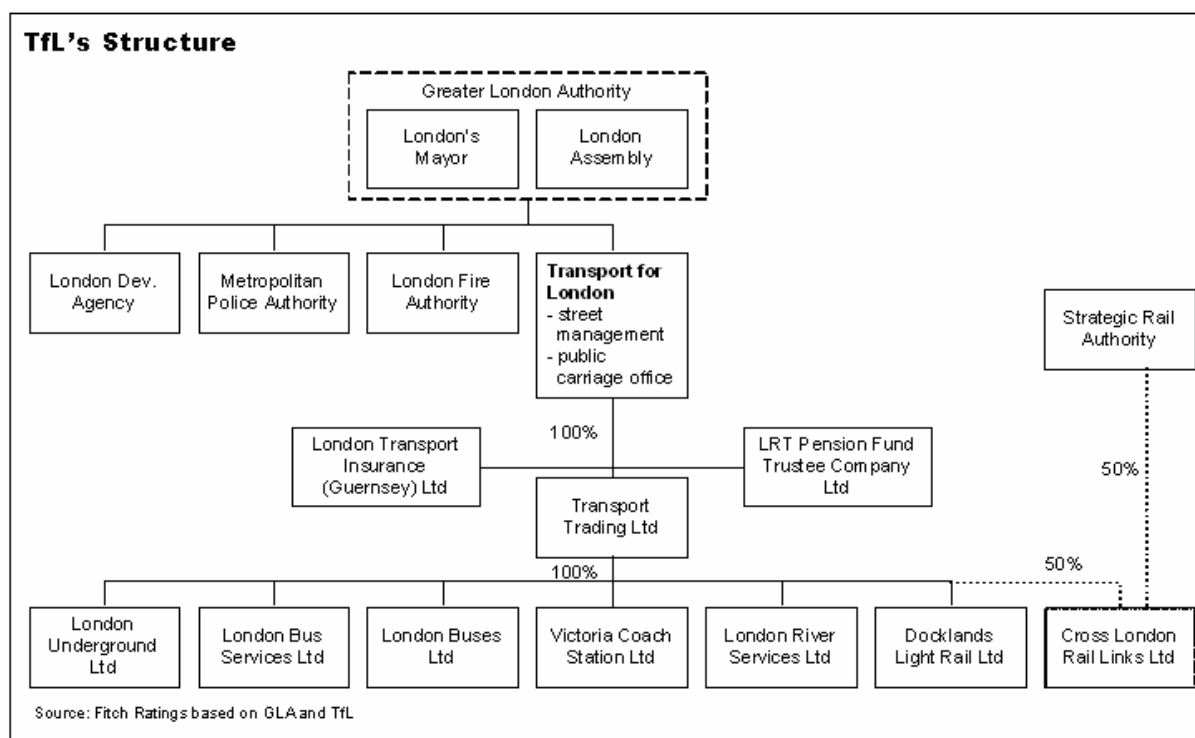 TfL's Structure
Greater London Authority
London's
Mayor
London
Assembly
London Dev.
Agency
Metropolitan
Police Authority
London Fire
Authority
Transport for
London
- street
management
- public
carriage office
Strategic Rail
Authority
100%
London Transport
Insurance
(Guernsey) Ltd
LRT Pension Fund
Trustee Company
Ltd
50%
Transport
Trading Ltd
100%
50%
London
Underground
Ltd
London Bus
Services Ltd
London Buses
Ltd
Victoria Coach
Station Ltd
London River
Services Ltd
Docklands
Light Rail Ltd
Cross London
Rail Links Ltd
Source: Fitch Ratings based on GLA and TfL